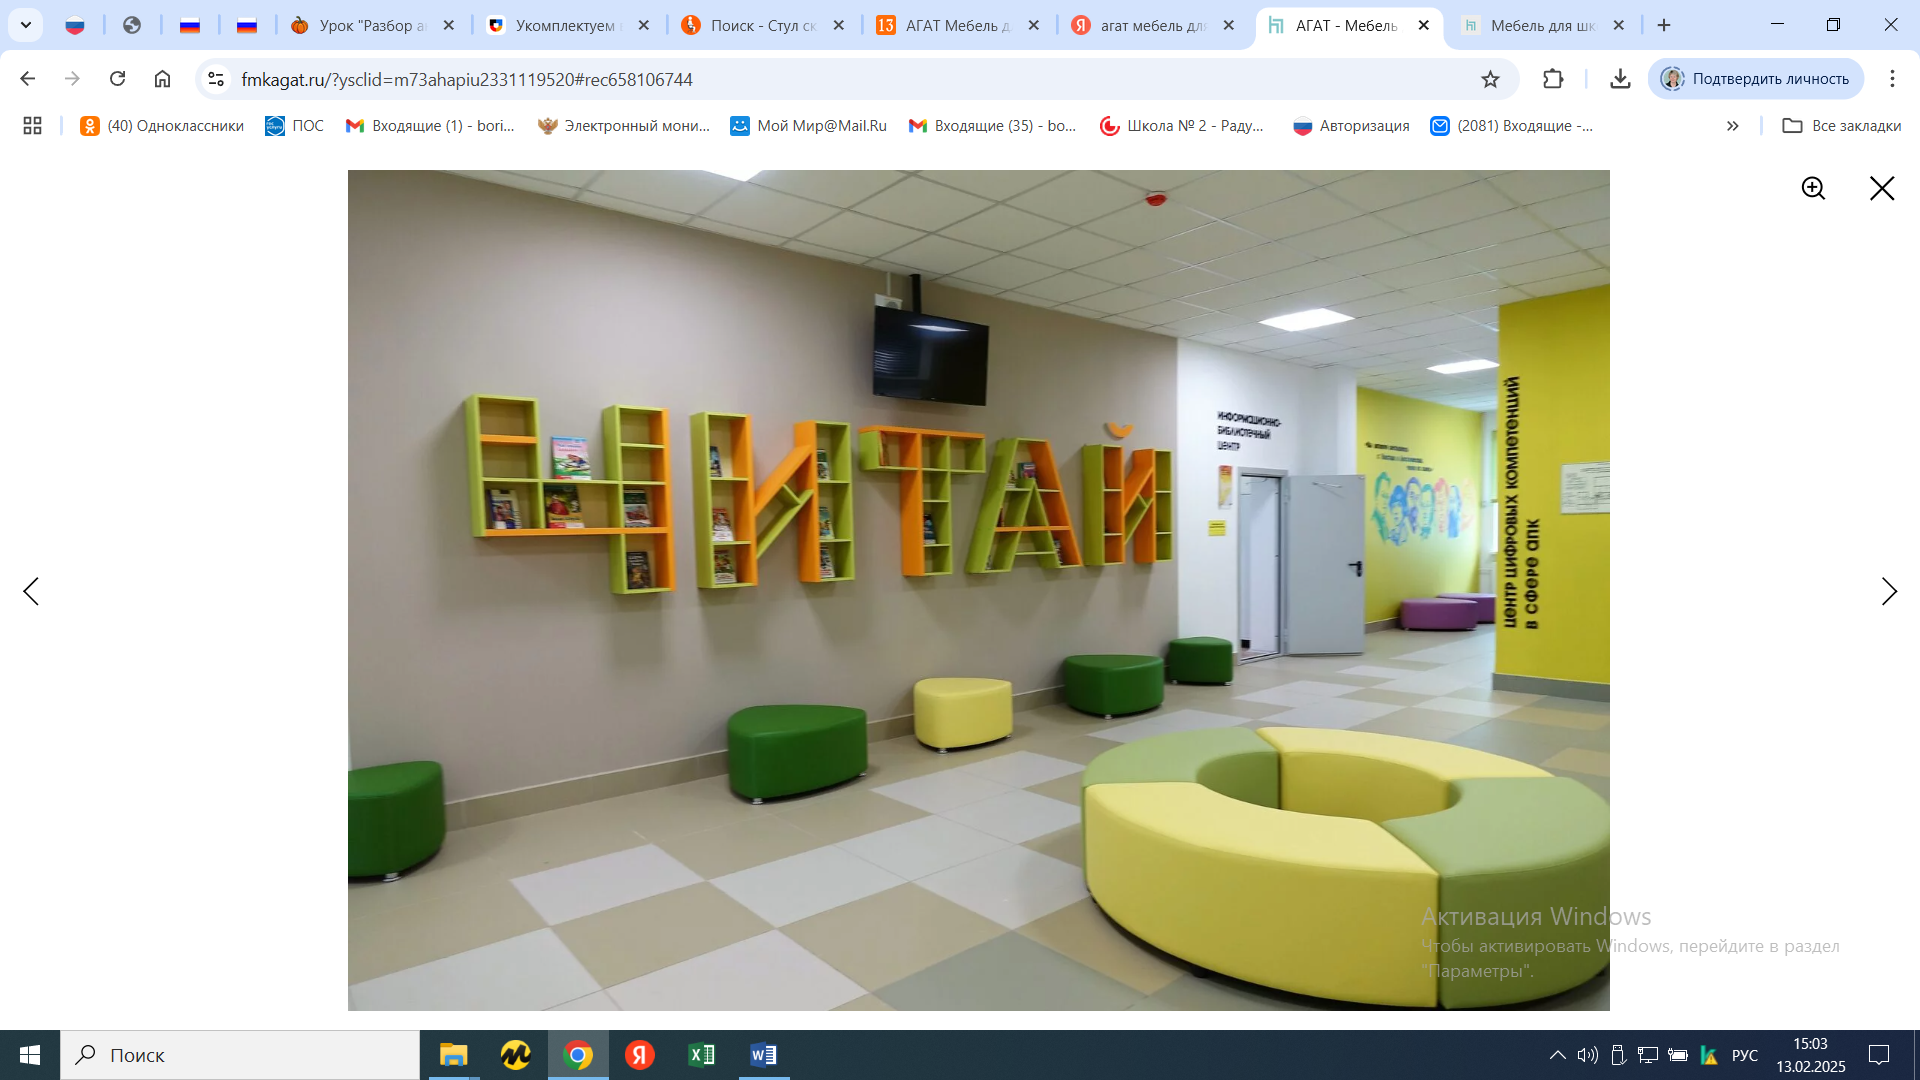 Урок "Разбор а
Укомплектуем
Поиск - Стул ск
АГАТ Мебель д
агат мебель для
АГАТ - Мебель
Мебель для шк
fmkagat.ru/?ysclid=m73ahapiu2331119520#rec658106744
Подтвердить личность
(40) Одноклассники
ПОС
Входящие (1) - bori...
Электронный мони...
Мой Мир@Mail.Ru
Входящие (35) - bo...
Школа № 2 - Раду...
Авторизация
(2081) Входящие -...
Все закладки
ЧИТАЙ
ИНФОРМАЦИОННО-
БИБЛИОТЕЧНЫЙ
ЦЕНТР
ЦЕНТР ЦИФРОВЫХ КОМПЕТЕНЦИЙ
В СФЕРЕ АПК
Активация Windows
Чтобы активировать Windows, перейдите в раздел
"Параметры".
Поиск
РУС
15:03
13.02.2025